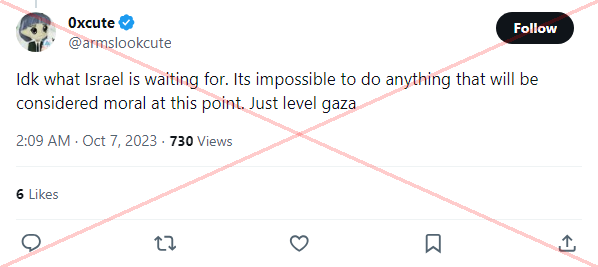 0xcute
@armslookcute
Follow
Idk what Israel is waiting for. Its impossible to do anything that will be
considered moral at this point. Just level gaza
2:09 AM · Oct 7, 2023 · 730 Views
6 Likes